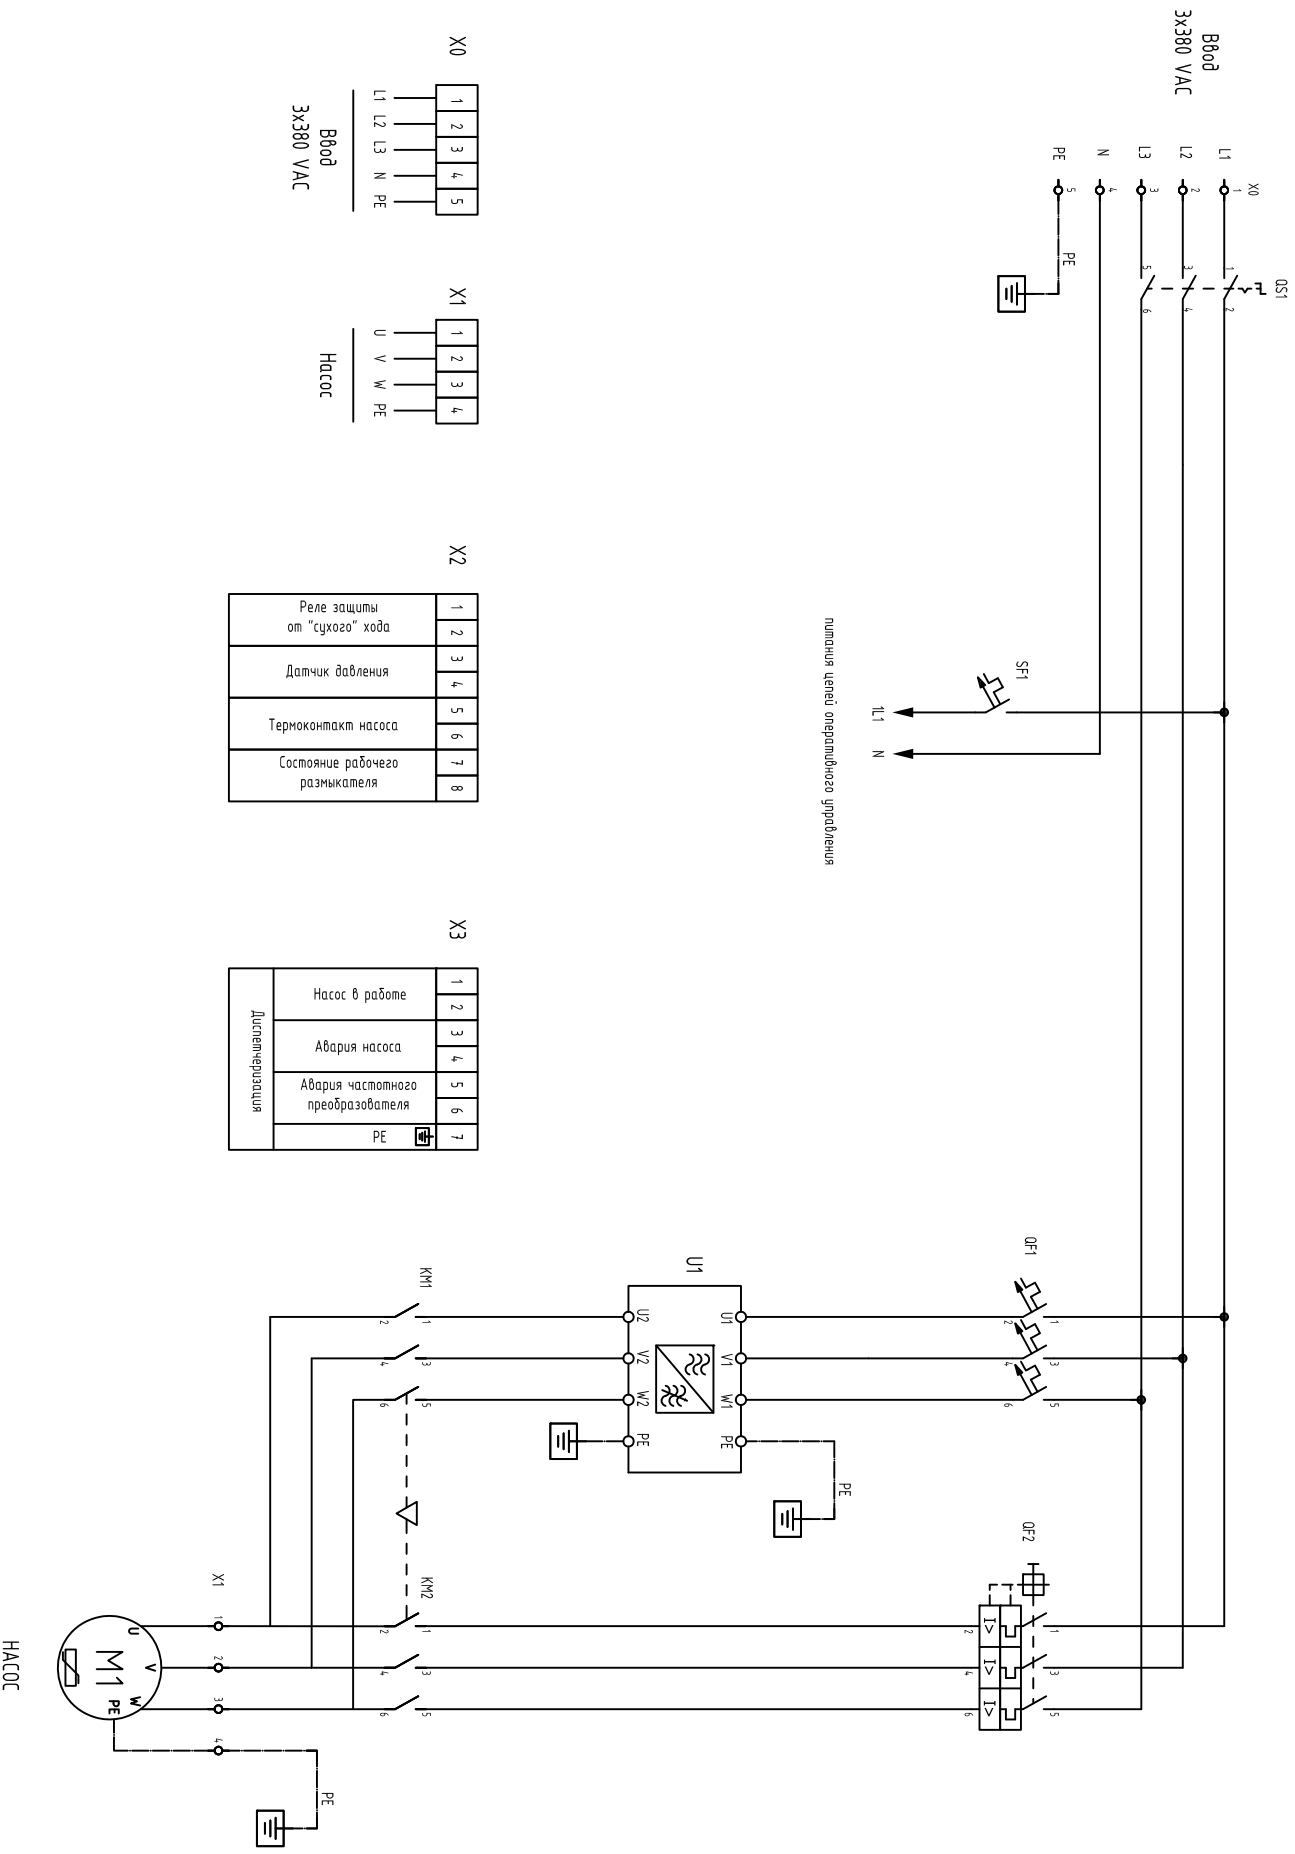 Ввод
3x380 VAC
L1
L2
L3
N
PE
X0
1
2
3
4
5
PE
QS1
1
2
3
4
5
6
SF1
1L1
N
питания цепей оперативного управления
QF1
1
2
3
4
5
6
U1
U1
V1
W1
PE
U2
V2
W2
PE
PE
QF2
1
3
5
I>
I>
I>
2
4
6
KM1
1
2
3
4
5
6
KM2
1
2
3
4
5
6
X1
1
2
3
4
U
V
W
PE
M1
PE
НАСОС
X0
1
2
3
4
5
L1
L2
L3
N
PE
Ввод
3x380 VAC
X1
1
2
3
4
U
V
W
PE
Насос
X2
1
2
3
4
5
6
7
8
Реле защиты
от "сухого" хода
Датчик давления
Термоконтакт насоса
Состояние рабочего
размыкателя
X3
1
2
3
4
5
6
7
Насос в работе
Авария насоса
Авария частотного
преобразователя
PE
Диспетчеризация